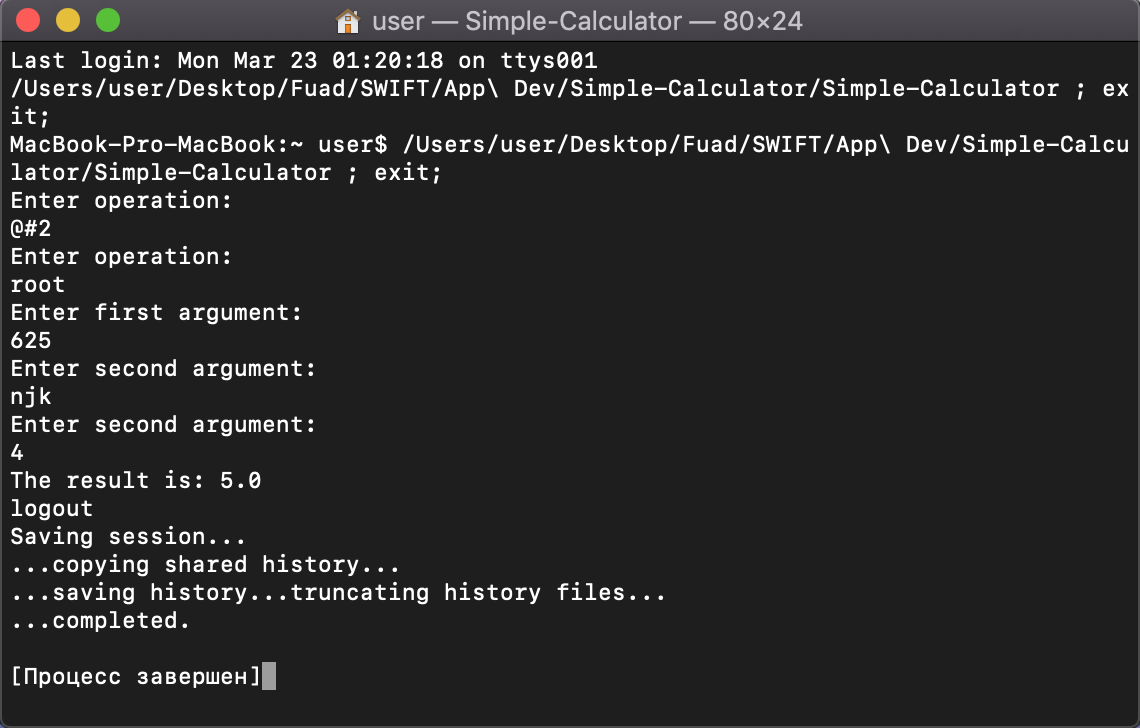 user — Simple-Calculator — 80×24
Last login: Mon Mar 23 01:20:18 on ttys001
/Users/user/Desktop/Fuad/SWIFT/App\ Dev/Simple-Calculator/Simple-Calculator ; ex
it;
MacBook-Pro-MacBook:~ user$ /Users/user/Desktop/Fuad/SWIFT/App\ Dev/Simple-Calcu
lator/Simple-Calculator ; exit;
Enter operation:
@#2
Enter operation:
root
Enter first argument:
625
Enter second argument:
njk
Enter second argument:
4
The result is: 5.0
logout
Saving session...
...copying shared history...
...saving history...truncating history files...
...completed.
[Процесс завершен]